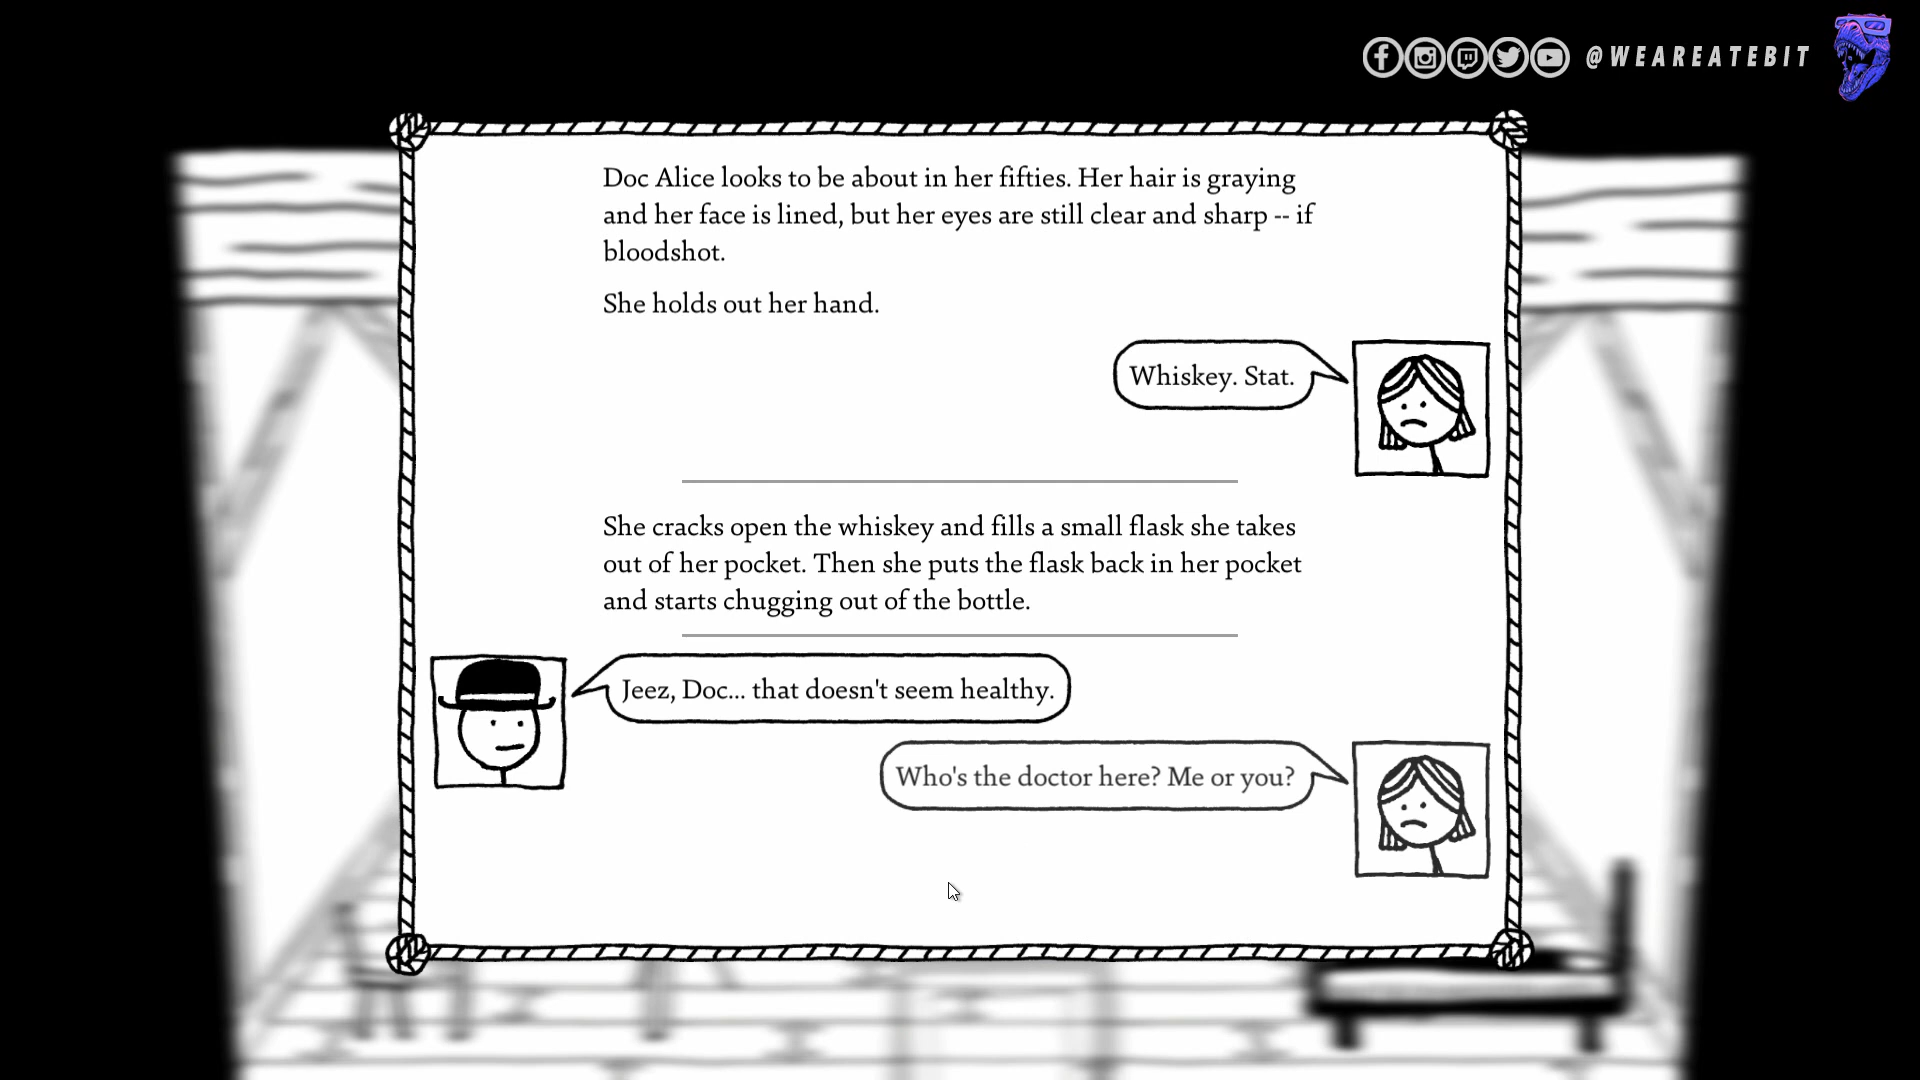 @WEAREATEBIT
Doc Alice looks to be about in her fifties. Her hair is graying
and her face is lined, but her eyes are still clear and sharp -- if
bloodshot.
She holds out her hand.
Whiskey. Stat.
She cracks open the whiskey and fills a small flask she takes
out of her pocket. Then she puts the flask back in her pocket
and starts chugging out of the bottle.
Jeez, Doc... that doesn't seem healthy.
Who's the doctor here? Me or you?